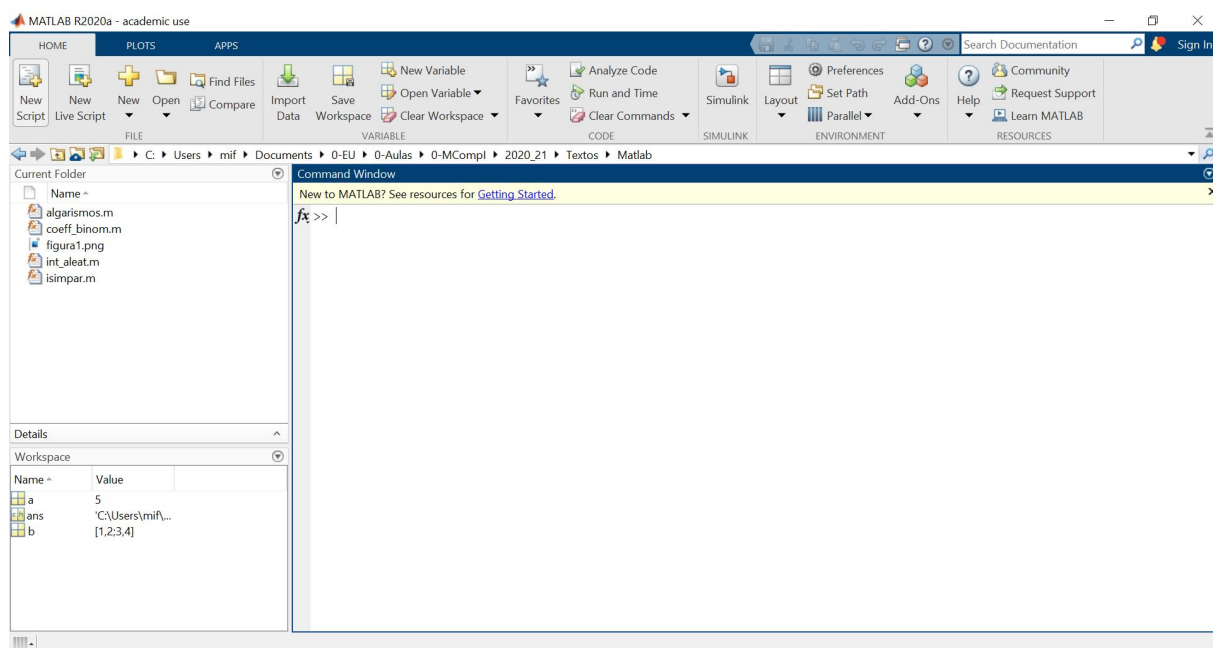 MATLAB R2020a - academic use
HOME PLOTS APPS
Search Documentation
Sign In
New Script
New Live Script
New
Open
Find Files
Compare
FILE
Import Data
Save Workspace
New Variable
Open Variable
Clear Workspace
VARIABLE
Favorites
Analyze Code
Run and Time
Clear Commands
CODE
Simulink
SIMULINK
Layout
Preferences
Set Path
Parallel
Add-Ons
ENVIRONMENT
Help
Community
Request Support
Learn MATLAB
RESOURCES
C: Users mif Documents 0-EU 0-Aulas 0-MCompI 2020_21 Textos Matlab
Current Folder
Name
algarismos.m
coeff_binom.m
figura1.png
int_aleat.m
isimpar.m
Details
Workspace
Name Value
a 5
ans 'C:\Users\mif\...
b [1,2;3,4]
Command Window
New to MATLAB? See resources for Getting Started.
fx >>